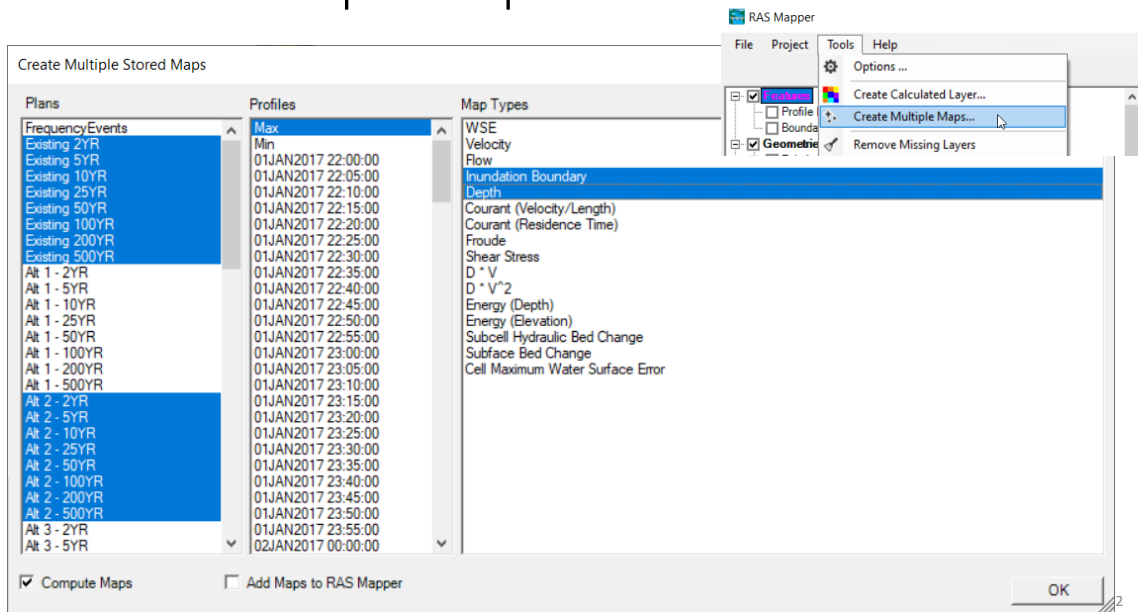 RAS Mapper
File Project Tools Help
Options ...
Create Calculated Layer...
Create Multiple Maps...
Remove Missing Layers
Features
Profile
Bounda
Geometrie
Create Multiple Stored Maps
Plans
FrequencyEvents
Existing 2YR
Existing 5YR
Existing 10YR
Existing 25YR
Existing 50YR
Existing 100YR
Existing 200YR
Existing 500YR
Alt 1 - 2YR
Alt 1 - 5YR
Alt 1 - 10YR
Alt 1 - 25YR
Alt 1 - 50YR
Alt 1 - 100YR
Alt 1 - 200YR
Alt 1 - 500YR
Alt 2 - 2YR
Alt 2 - 5YR
Alt 2 - 10YR
Alt 2 - 25YR
Alt 2 - 50YR
Alt 2 - 100YR
Alt 2 - 200YR
Alt 2 - 500YR
Alt 3 - 2YR
Alt 3 - 5YR
Profiles
Max
Min
01JAN2017 22:00:00
01JAN2017 22:05:00
01JAN2017 22:10:00
01JAN2017 22:15:00
01JAN2017 22:20:00
01JAN2017 22:25:00
01JAN2017 22:30:00
01JAN2017 22:35:00
01JAN2017 22:40:00
01JAN2017 22:45:00
01JAN2017 22:50:00
01JAN2017 22:55:00
01JAN2017 23:00:00
01JAN2017 23:05:00
01JAN2017 23:10:00
01JAN2017 23:15:00
01JAN2017 23:20:00
01JAN2017 23:25:00
01JAN2017 23:30:00
01JAN2017 23:35:00
01JAN2017 23:40:00
01JAN2017 23:45:00
01JAN2017 23:50:00
01JAN2017 23:55:00
02JAN2017 00:00:00
Map Types
WSE
Velocity
Flow
Inundation Boundary
Depth
Courant (Velocity/Length)
Courant (Residence Time)
Froude
Shear Stress
D * V
D * V^2
Energy (Depth)
Energy (Elevation)
Subcell Hydraulic Bed Change
Subface Bed Change
Cell Maximum Water Surface Error
Compute Maps
Add Maps to RAS Mapper
OK
2